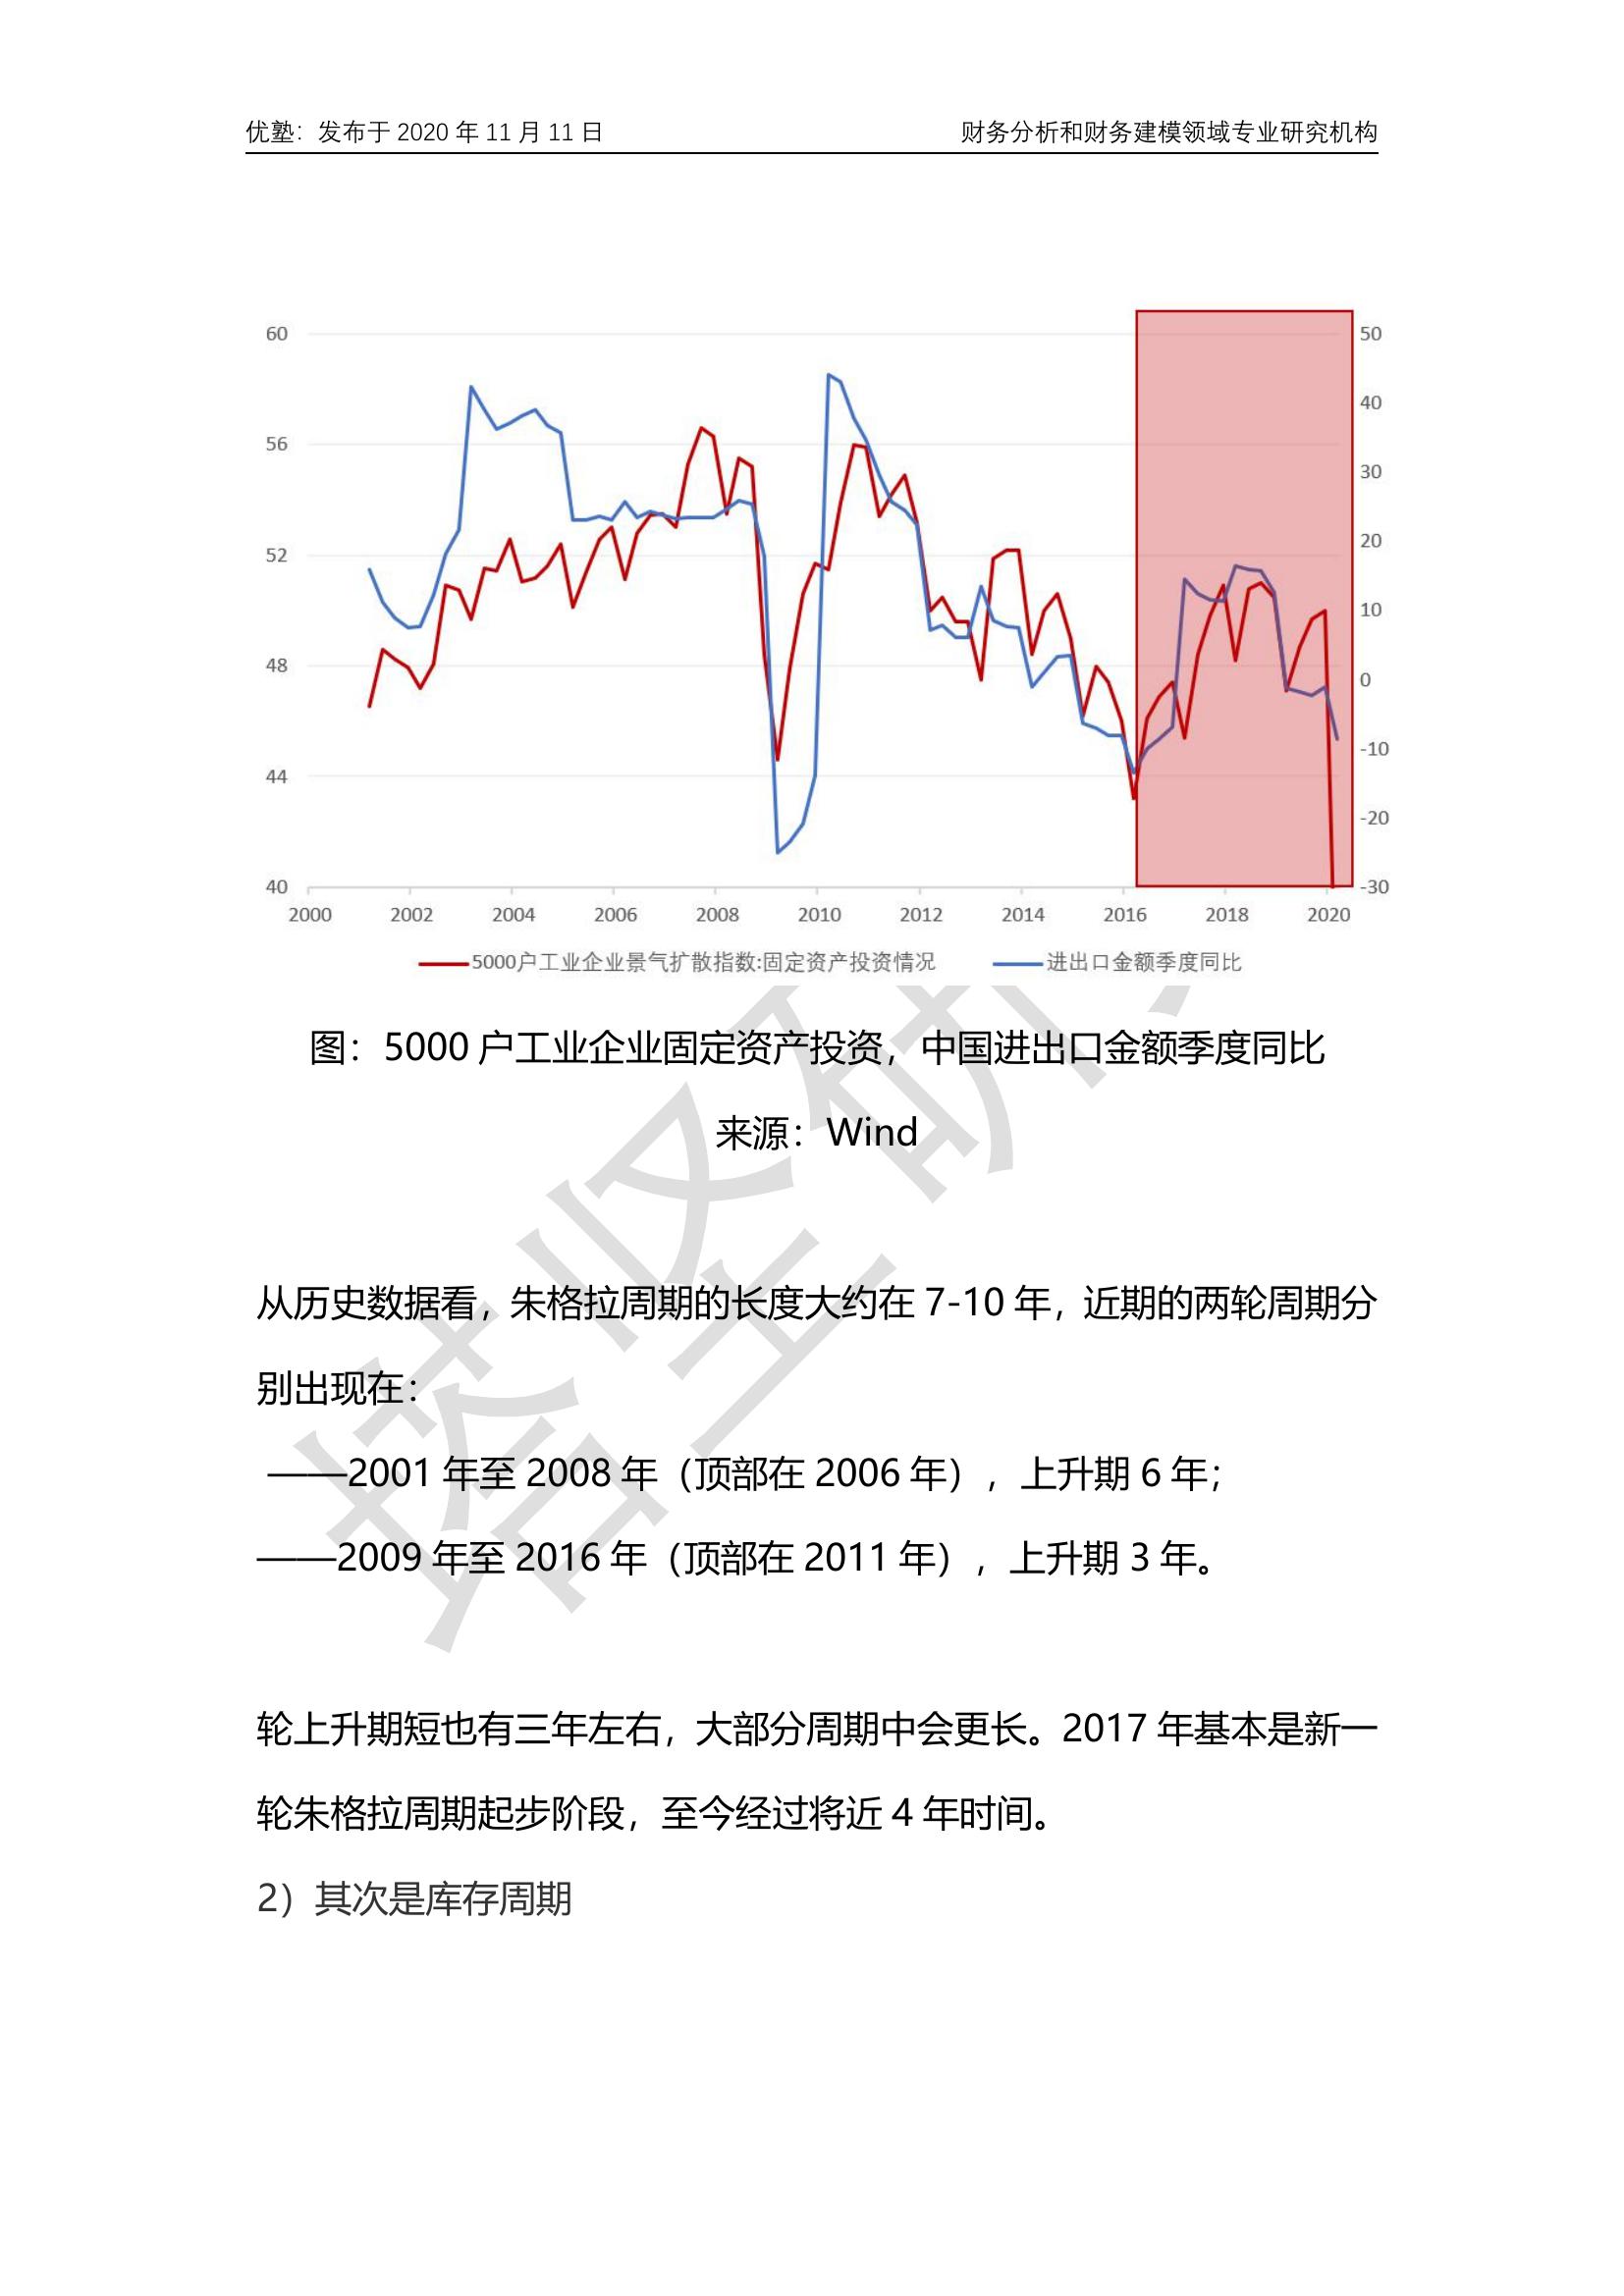 优塾：发布于 2020 年 11 月 11 日
财务分析和财务建模领域专业研究机构
60
56
52
48
44
40
50
40
30
20
10
0
-10
-20
-30
2000 2002 2004 2006 2008 2010 2012 2014 2016 2018 2020
5000户工业企业景气扩散指数:固定资产投资情况 进出口金额季度同比
图：5000 户工业企业固定资产投资，中国进出口金额季度同比
来源：Wind
从历史数据看，朱格拉周期的长度大约在 7-10 年，近期的两轮周期分
别出现在：
——2001 年至 2008 年（顶部在 2006 年），上升期 6 年；
——2009 年至 2016 年（顶部在 2011 年），上升期 3 年。
轮上升期短也有三年左右，大部分周期中会更长。2017 年基本是新一
轮朱格拉周期起步阶段，至今经过将近 4 年时间。
2）其次是库存周期
塔坚研